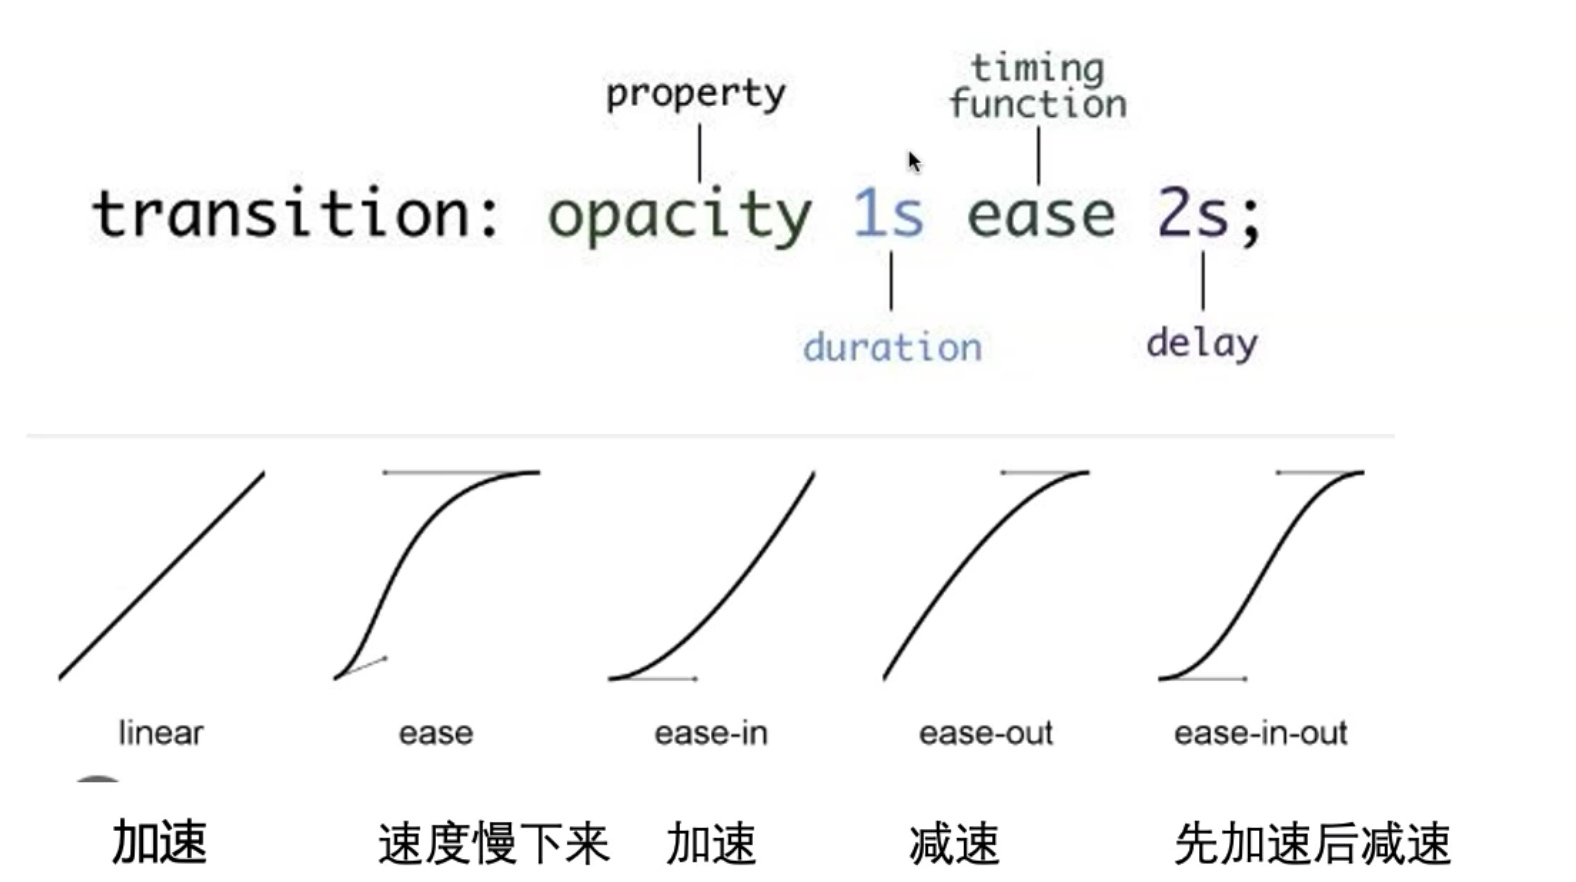 property
timing
function
transition: opacity 1s ease 2s;
duration
delay
linear ease ease-in ease-out ease-in-out
加速 速度慢下来 加速 减速 先加速后减速